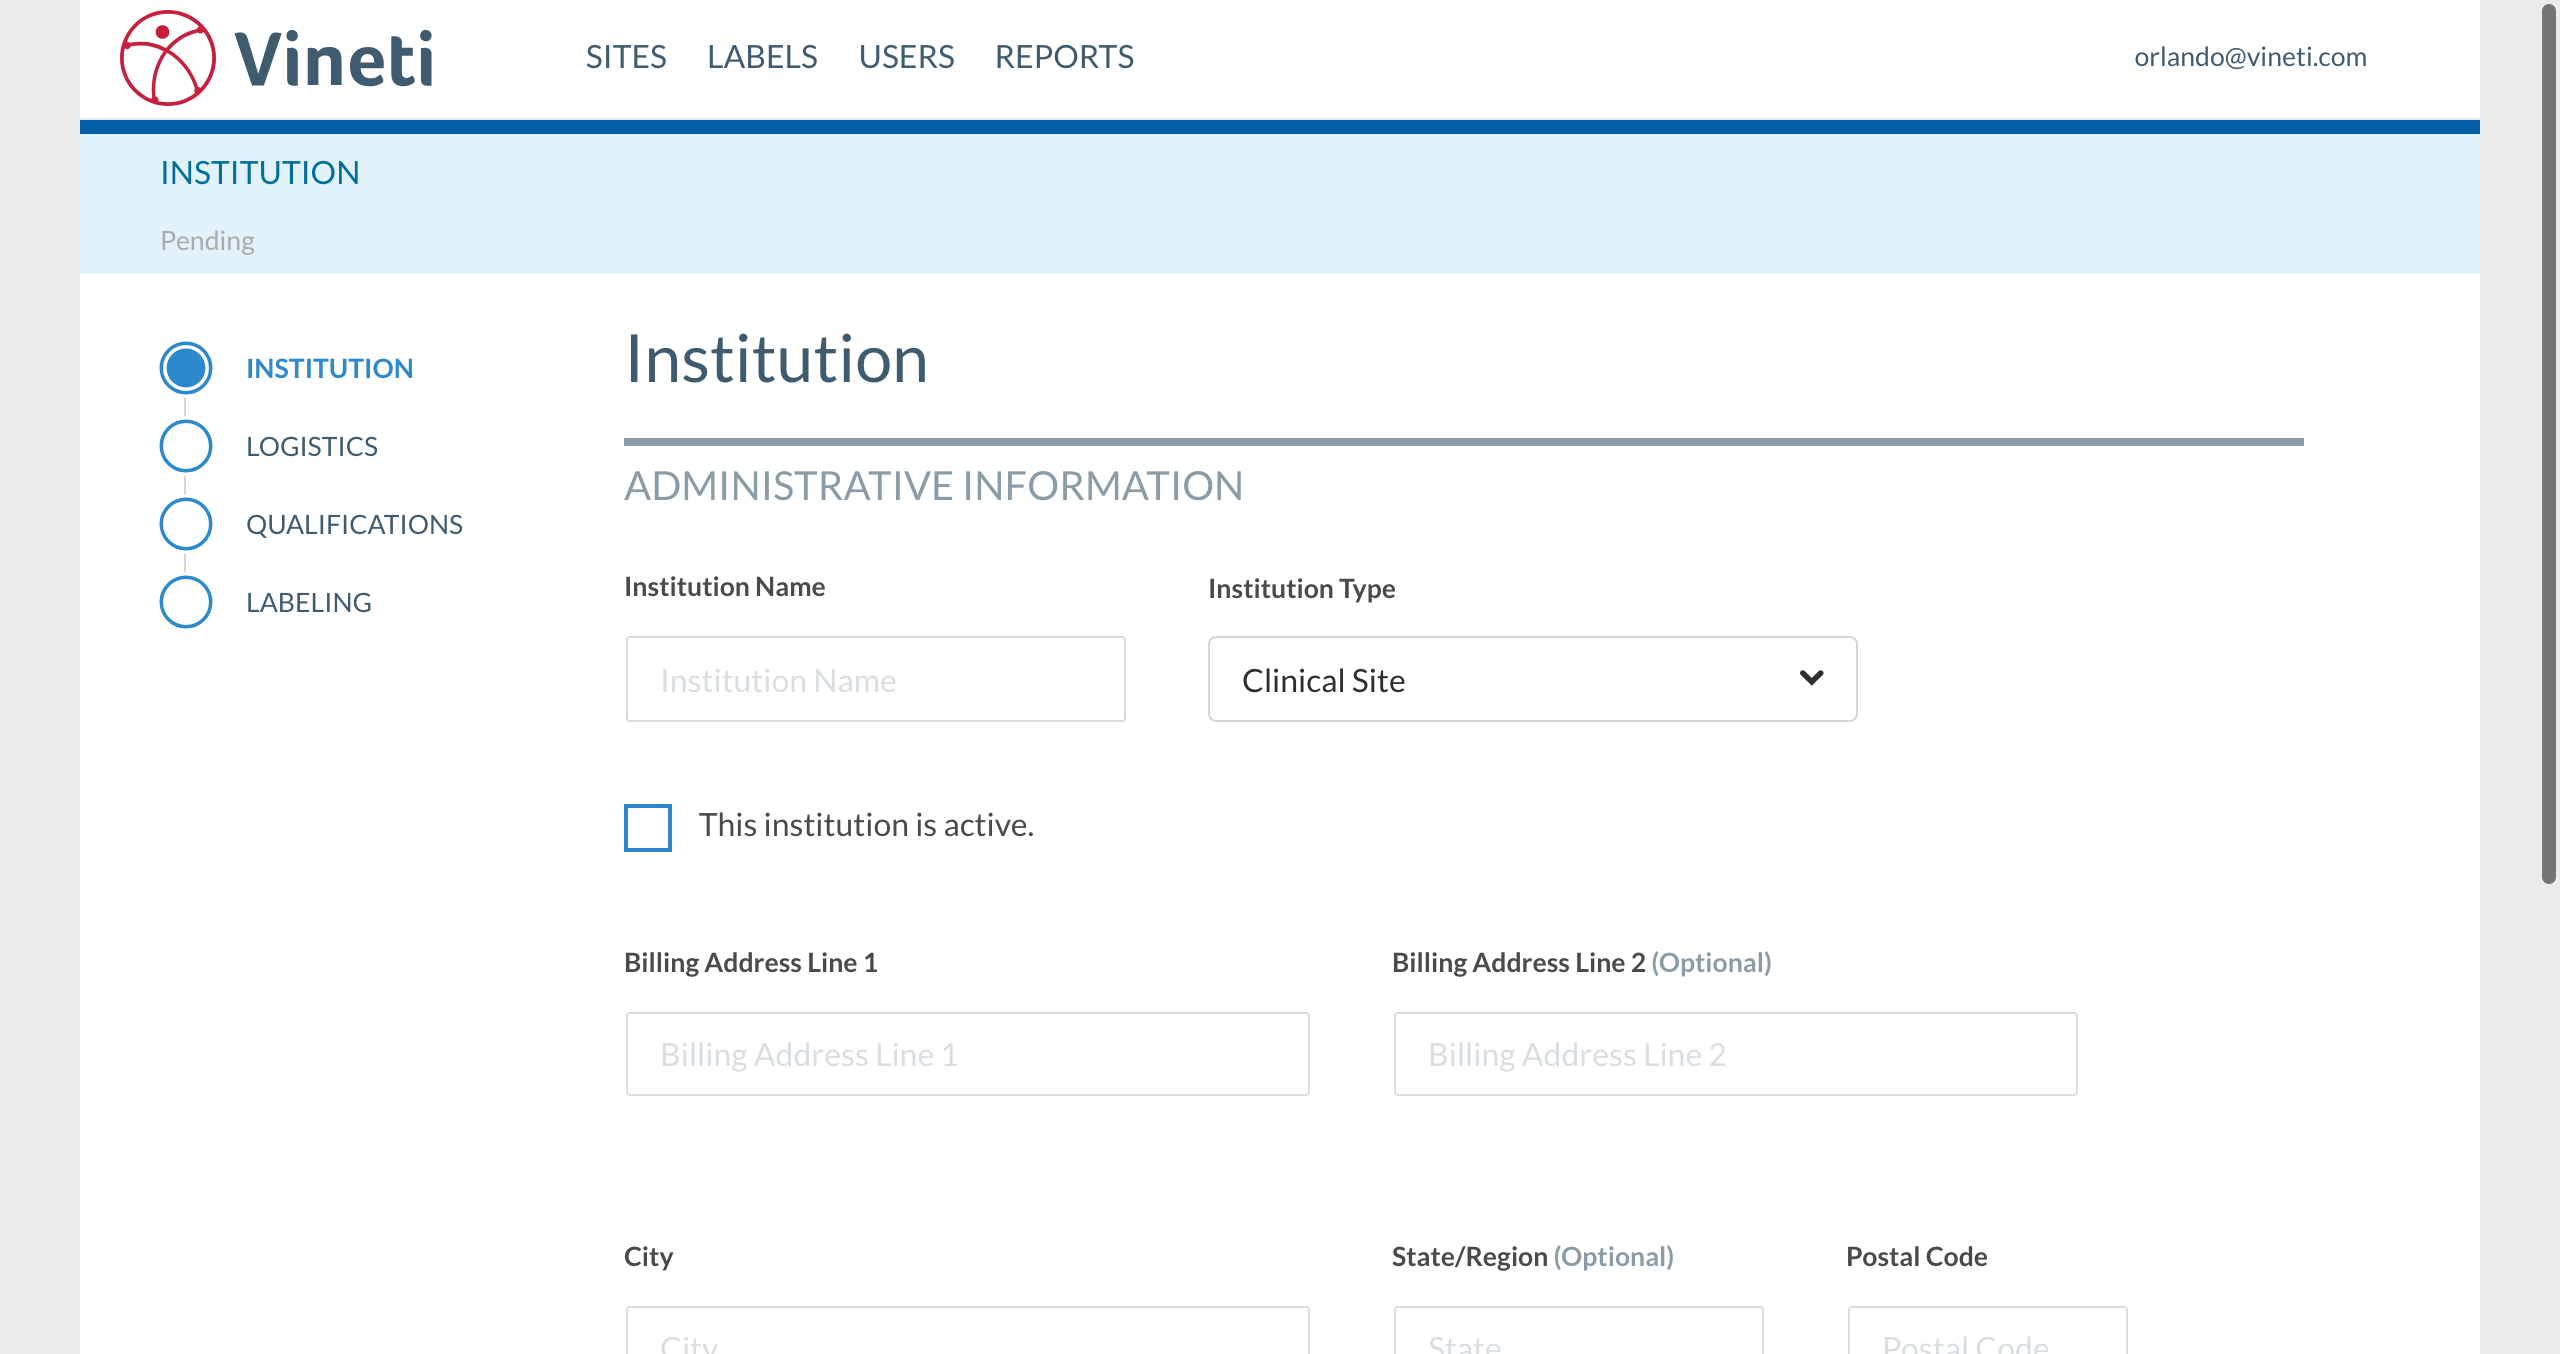 Vineti
SITES LABELS USERS REPORTS
orlando@vineti.com
INSTITUTION
Pending
INSTITUTION
LOGISTICS
QUALIFICATIONS
LABELING
Institution
ADMINISTRATIVE INFORMATION
Institution Name
Institution Type
Institution Name
Clinical Site
This institution is active.
Billing Address Line 1
Billing Address Line 2 (Optional)
Billing Address Line 1
Billing Address Line 2
City
State/Region (Optional)
Postal Code
City
State
Postal Code